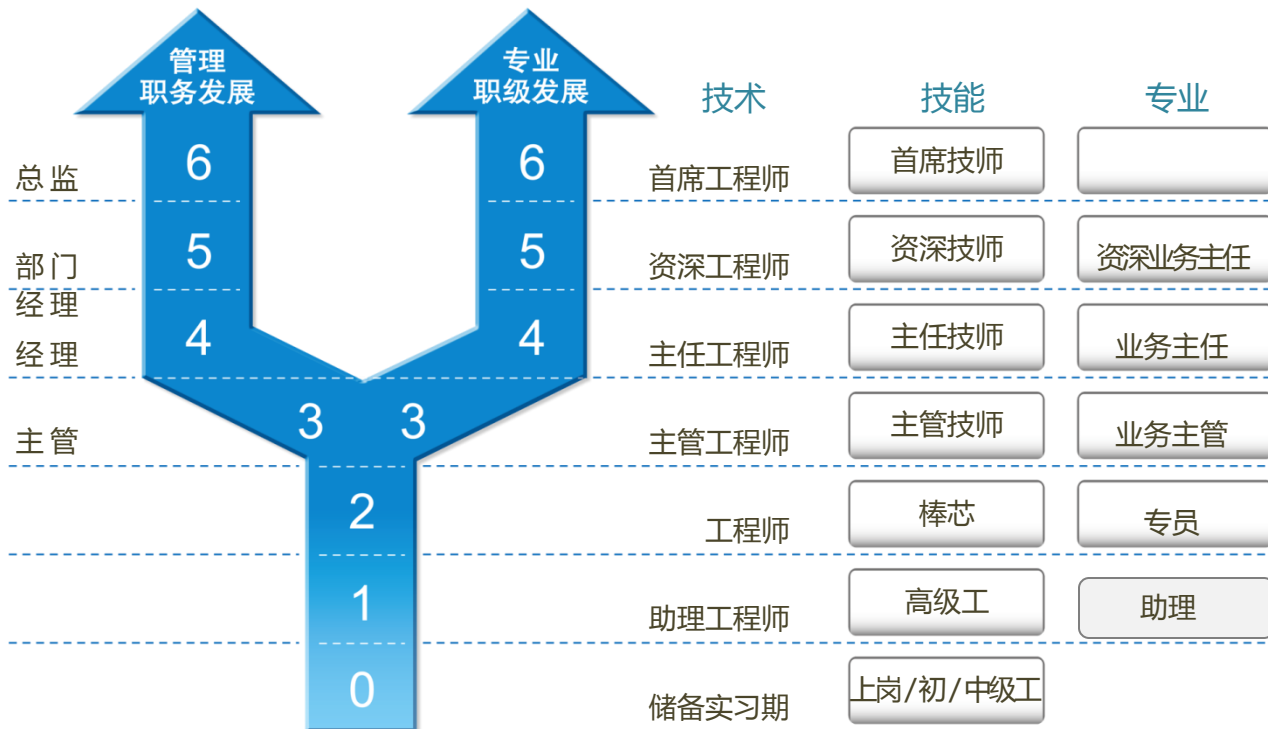 管理
职务发展
专业
职级发展
技术
技能
专业
总监
6
6
首席工程师
首席技师
部门
经理
5
5
资深工程师
资深技师
资深业务主任
经理
4
4
主任工程师
主任技师
业务主任
主管
3
3
主管工程师
主管技师
业务主管
2
工程师
棒芯
专员
1
助理工程师
高级工
助理
0
储备实习期
上岗/初/中级工